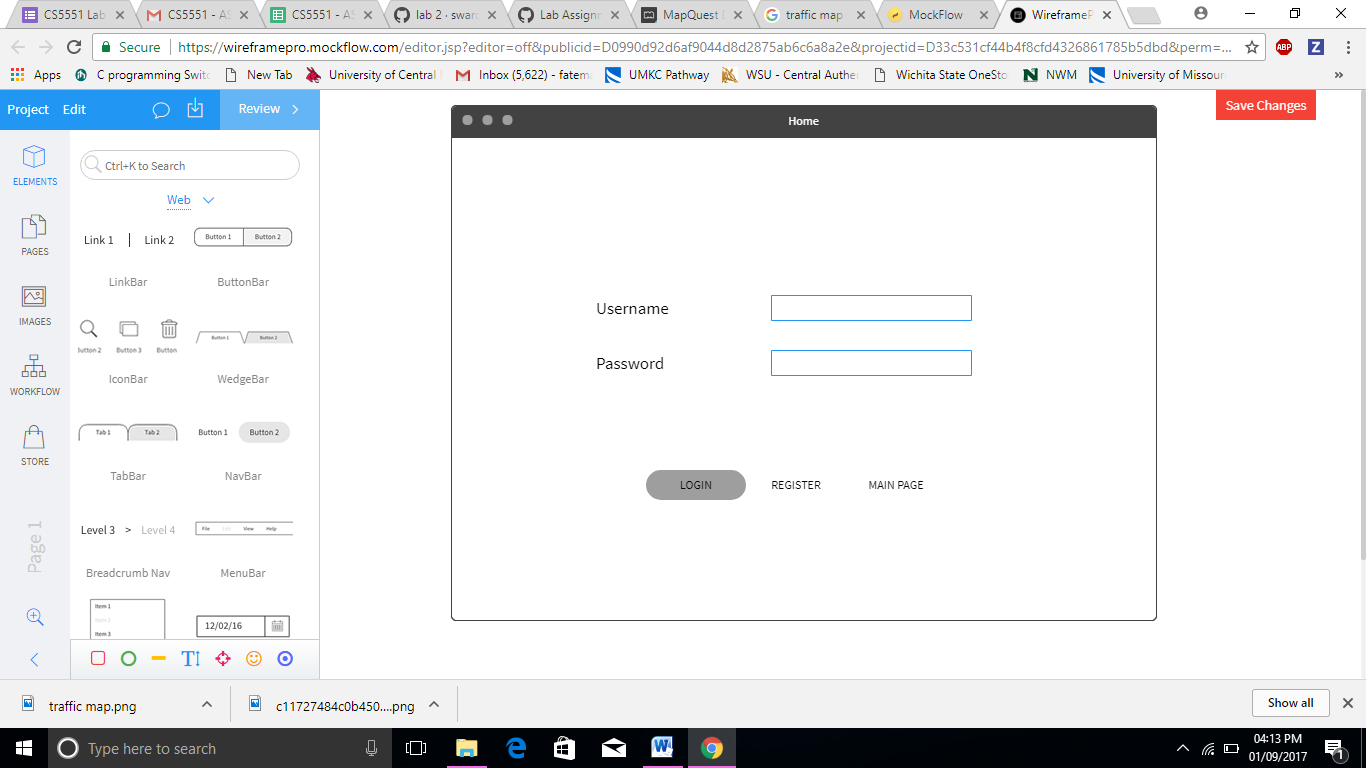 CS5551 Lab
CS5551 - AS
CS5551 - AS
lab 2 · swar
Lab Assignm
MapQuest D
traffic map
MockFlow
WireframeP
Secure
https://wireframepro.mockflow.com/editor.jsp?editor=off&publicid=D0990d92d6af9044d8d2875ab6c6a8a2e&projectid=D33c531cf44b4f8cfd4326861785b5dbd&perm=...
ABP
Z
Apps
C programming Switc
New Tab
University of Central
Inbox (5,622) - fatema
UMKC Pathway
WSU - Central Authe
Wichita State OneSto
NWM
University of Missour
»
Project
Edit
Review
Save Changes
ELEMENTS
PAGES
IMAGES
WORKFLOW
STORE
Page 1
Ctrl+K to Search
Web
Link 1 | Link 2
Button 1 Button 2
LinkBar
ButtonBar
Button 2 Button 3 Button
Button 1 Button 2
IconBar
WedgeBar
Tab 1 Tab 2
Button 1 Button 2
TabBar
NavBar
Level 3 > Level 4
File Edit View Help
Breadcrumb Nav
MenuBar
Item 1
Item 2
Item 3
12/02/16
T
Home
Username
Password
LOGIN
REGISTER
MAIN PAGE
traffic map.png
c11727484c0b450....png
Show all
Type here to search
04:13 PM
01/09/2017
1